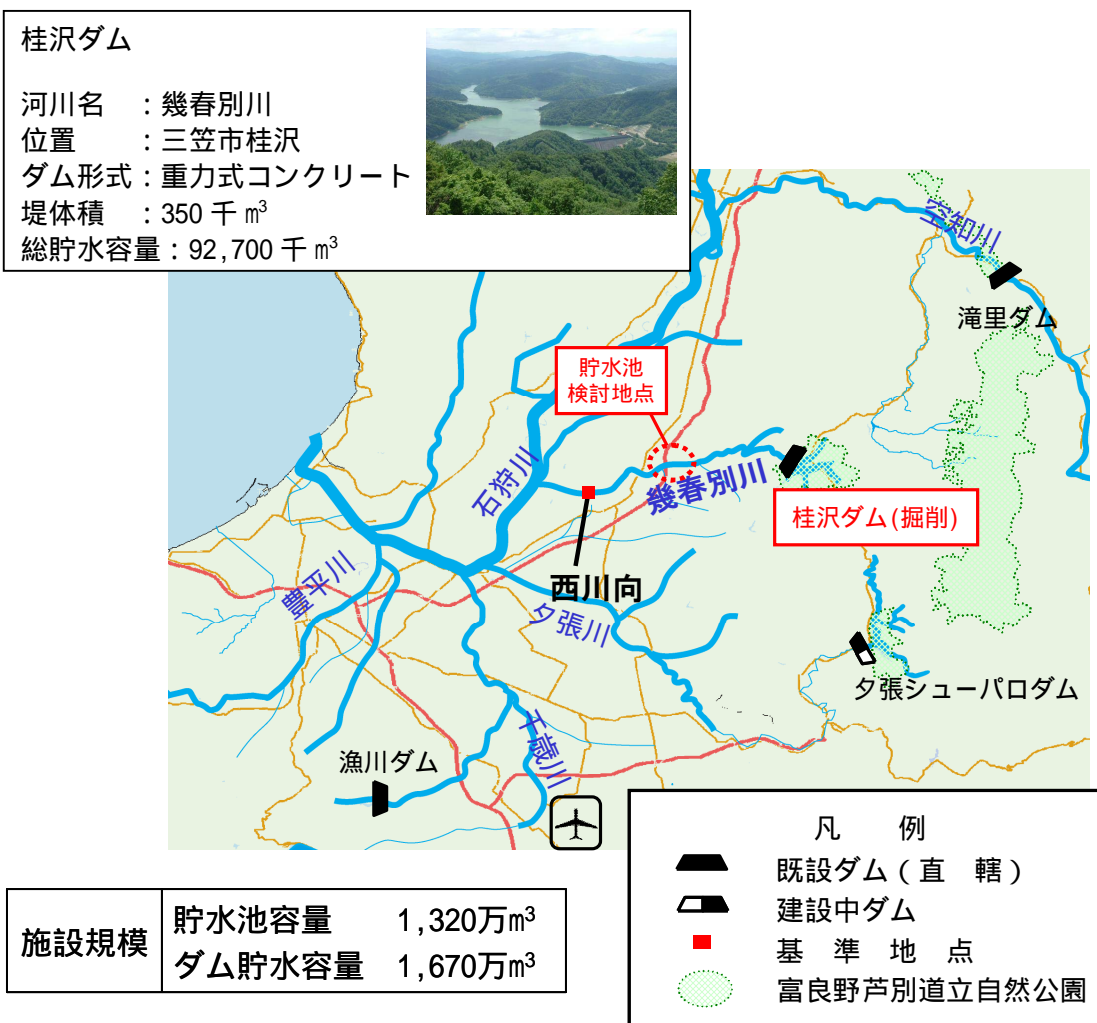 桂沢ダム
河川名 ：幾春別川
位置 ：三笠市桂沢
ダム形式：重力式コンクリート
堤体積 ：350千㎥
総貯水容量：92,700千㎥
空知川
滝里ダム
貯水池
検討地点
石狩川
幾春別川
桂沢ダム(掘削)
西川向
豊平川
夕張川
夕張シューパロダム
千歳川
漁川ダム
凡 例
既設ダム（直 轄）
建設中ダム
基 準 地 点
富良野芦別道立自然公園
施設規模
貯水池容量 1,320万㎥
ダム貯水容量 1,670万㎥